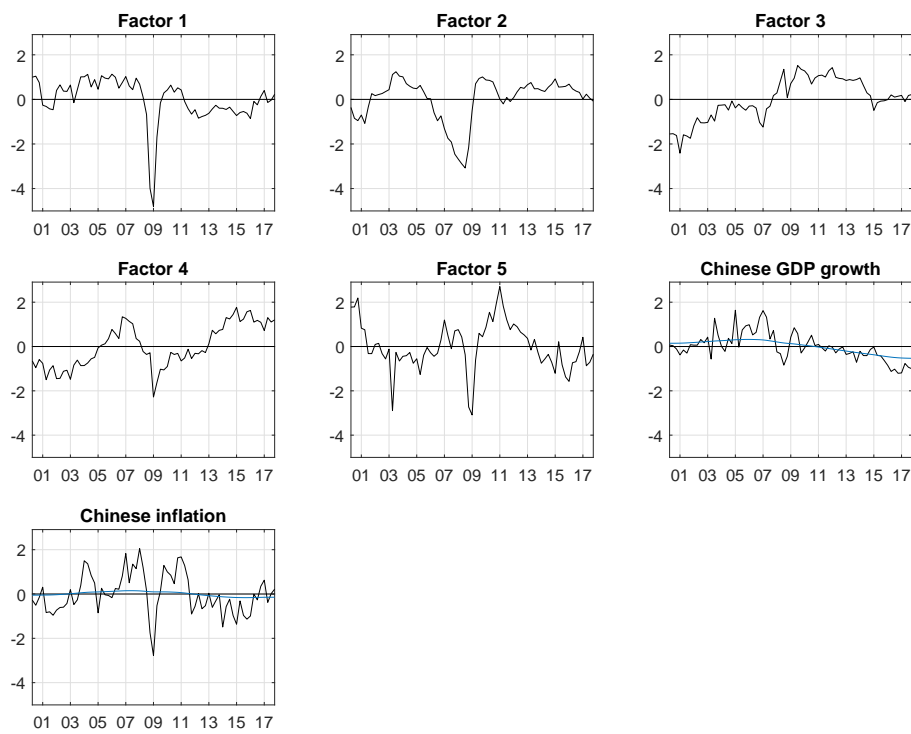 Factor 1 Factor 2 Factor 3
2 2 2
0 0 0
-2 -2 -2
-4 -4 -4
01 03 05 07 09 11 13 15 17 01 03 05 07 09 11 13 15 17 01 03 05 07 09 11 13 15 17
Factor 4 Factor 5 Chinese GDP growth
2 2 2
0 0 0
-2 -2 -2
-4 -4 -4
01 03 05 07 09 11 13 15 17 01 03 05 07 09 11 13 15 17 01 03 05 07 09 11 13 15 17
Chinese inflation
2
0
-2
-4
01 03 05 07 09 11 13 15 17